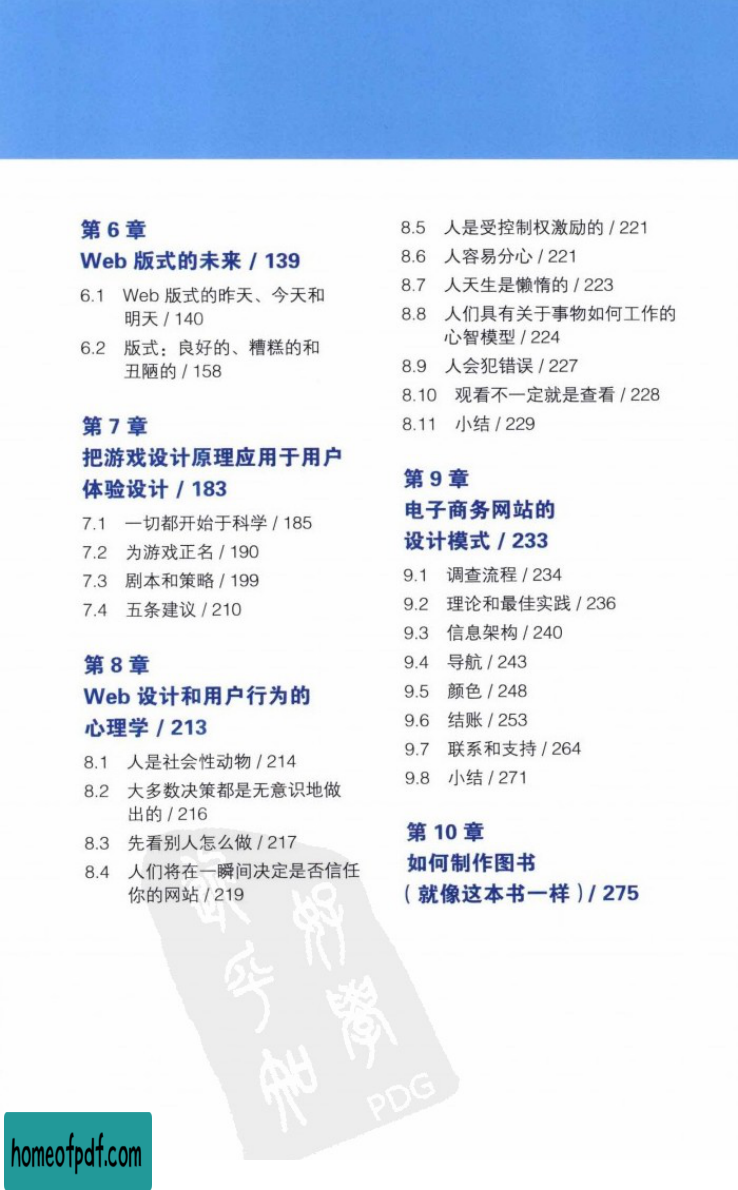 第 6 章
Web 版式的未来 / 139
6.1 Web 版式的昨天、今天和
明天 / 140
6.2 版式：良好的、糟糕的和
丑陋的 / 158
第 7 章
把游戏设计原理应用于用户
体验设计 / 183
7.1 一切都开始于科学 / 185
7.2 为游戏正名 / 190
7.3 剧本和策略 / 199
7.4 五条建议 / 210
第 8 章
Web 设计和用户行为的
心理学 / 213
8.1 人是社会性动物 / 214
8.2 大多数决策都是无意识地做
出的 / 216
8.3 先看别人怎么做 / 217
8.4 人们将在一瞬间决定是否信任
你的网站 / 219
8.5 人是受控制权激励的 / 221
8.6 人容易分心 / 221
8.7 人天生是懒惰的 / 223
8.8 人们具有关于事物如何工作的
心智模型 / 224
8.9 人会犯错误 / 227
8.10 观看不一定就是查看 / 228
8.11 小结 / 229
第 9 章
电子商务网站的
设计模式 / 233
9.1 调查流程 / 234
9.2 理论和最佳实践 / 236
9.3 信息架构 / 240
9.4 导航 / 243
9.5 颜色 / 248
9.6 结账 / 253
9.7 联系和支持 / 264
9.8 小结 / 271
第 10 章
如何制作图书
（就像这本书一样）/ 275
PDG
homeofpdf.com